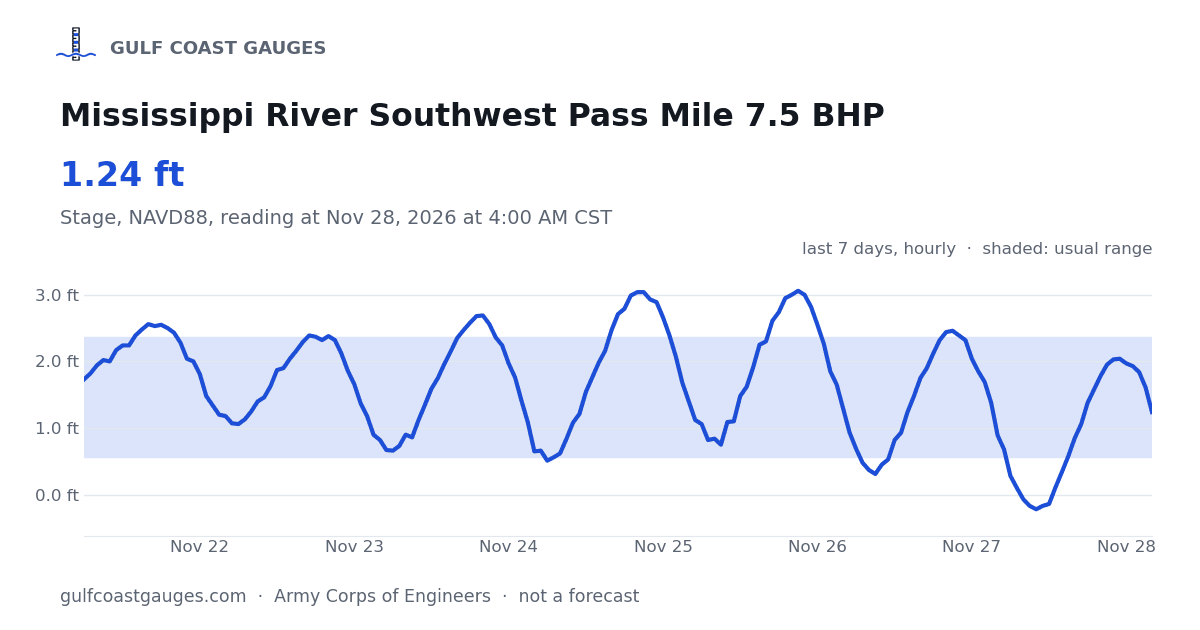 GULF COAST GAUGES
Mississippi River Southwest Pass Mile 7.5 BHP
1.24 ft
Stage, NAVD88, reading at Nov 28, 2026 at 4:00 AM CST
last 7 days, hourly · shaded: usual range
3.0 ft
2.0 ft
1.0 ft
0.0 ft
Nov 22 Nov 23 Nov 24 Nov 25 Nov 26 Nov 27 Nov 28
gulfcoastgauges.com · Army Corps of Engineers · not a forecast